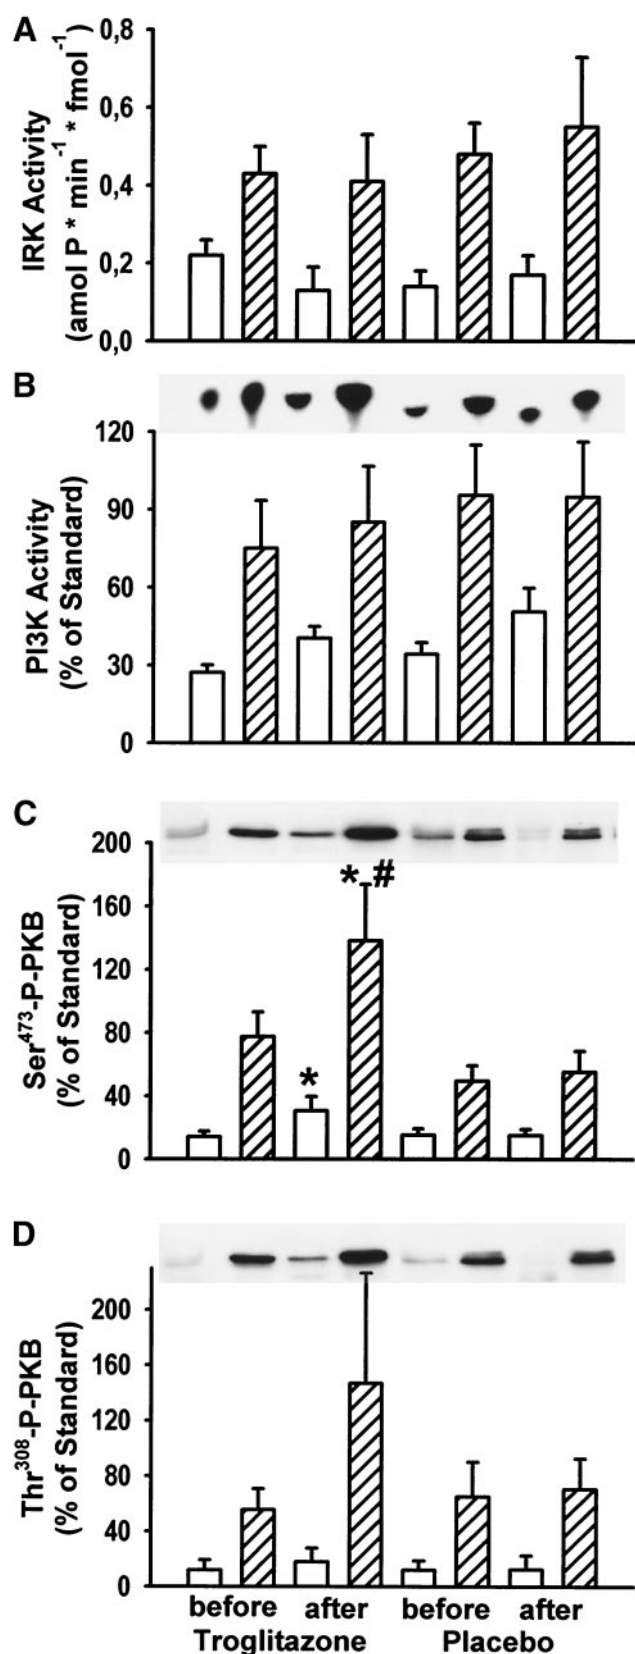 A
IRK Activity
(amol P * min⁻¹ * fmol⁻¹)
0,8
0,6
0,4
0,2
0,0
B
PI3K Activity
(% of Standard)
120
90
60
30
0
C
Ser⁴⁷³-P-PKB
(% of Standard)
200
160
120
80
40
0
*,#
*
D
Thr³⁰⁸-P-PKB
(% of Standard)
200
160
120
80
40
0
before after before after
Troglitazone Placebo